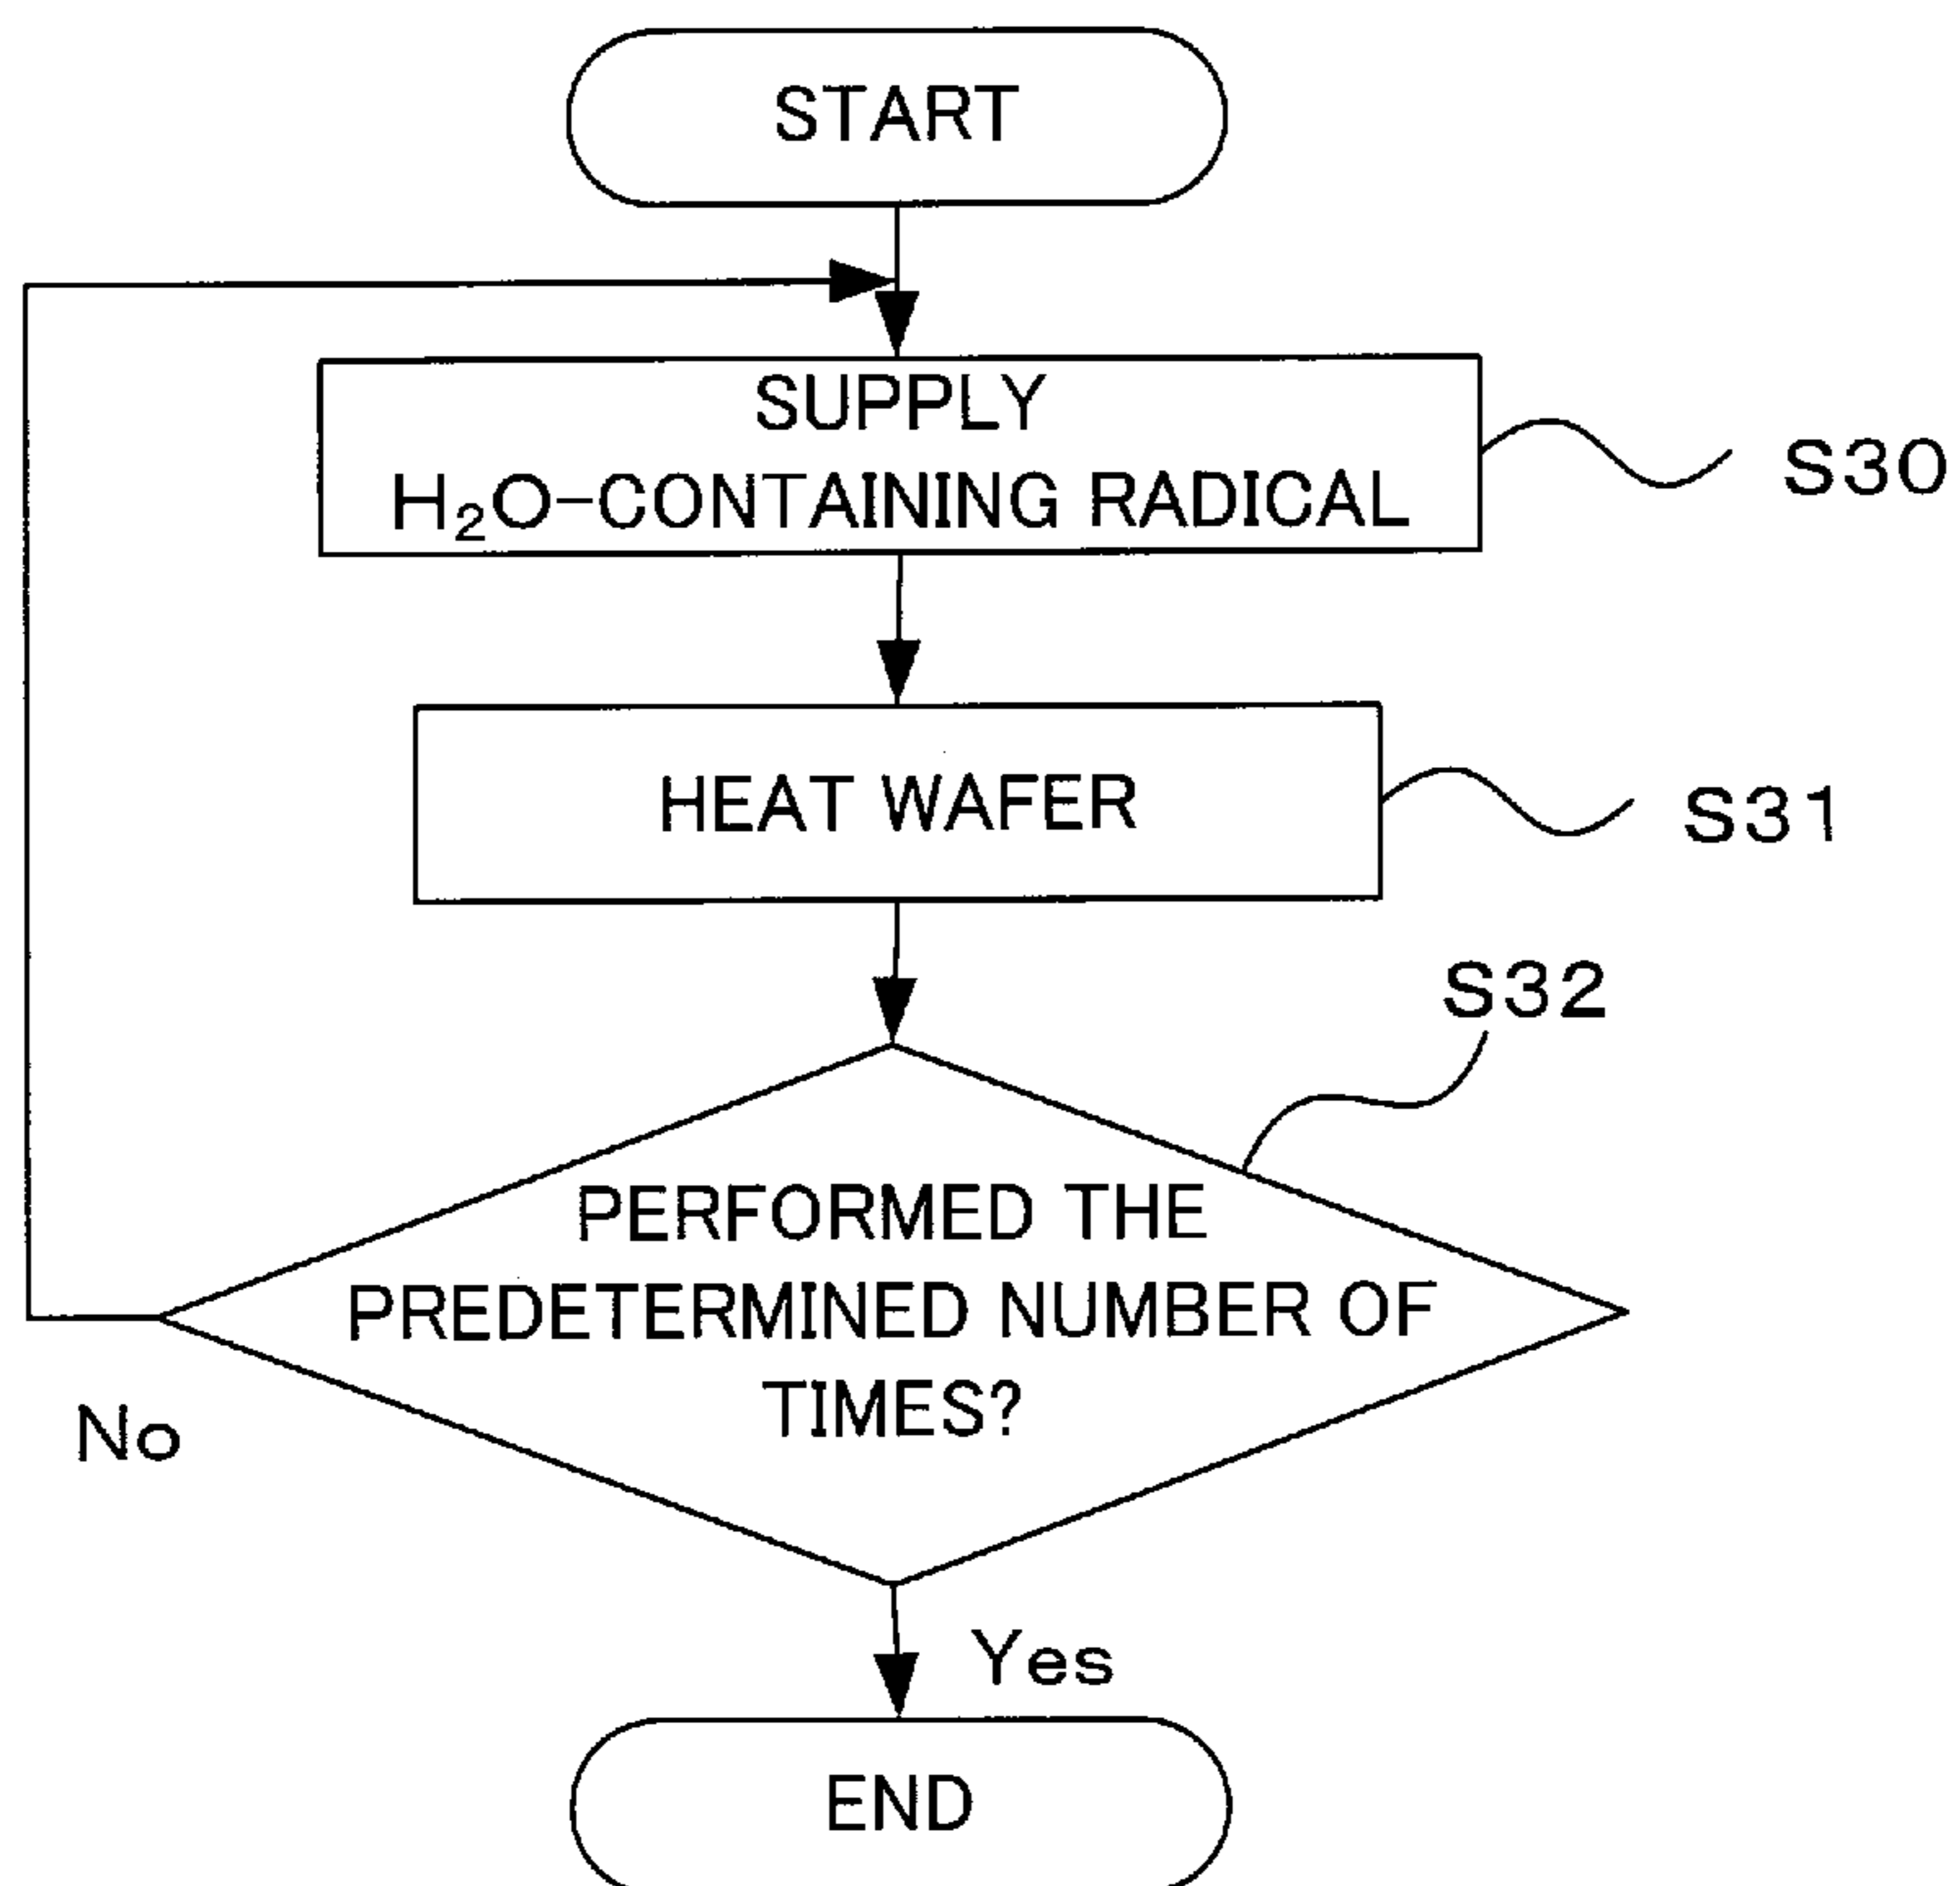 START
SUPPLY
H₂O-CONTAINING RADICAL
S30
HEAT WAFER
S31
S32
PERFORMED THE
PREDETERMINED NUMBER OF
TIMES?
No
Yes
END